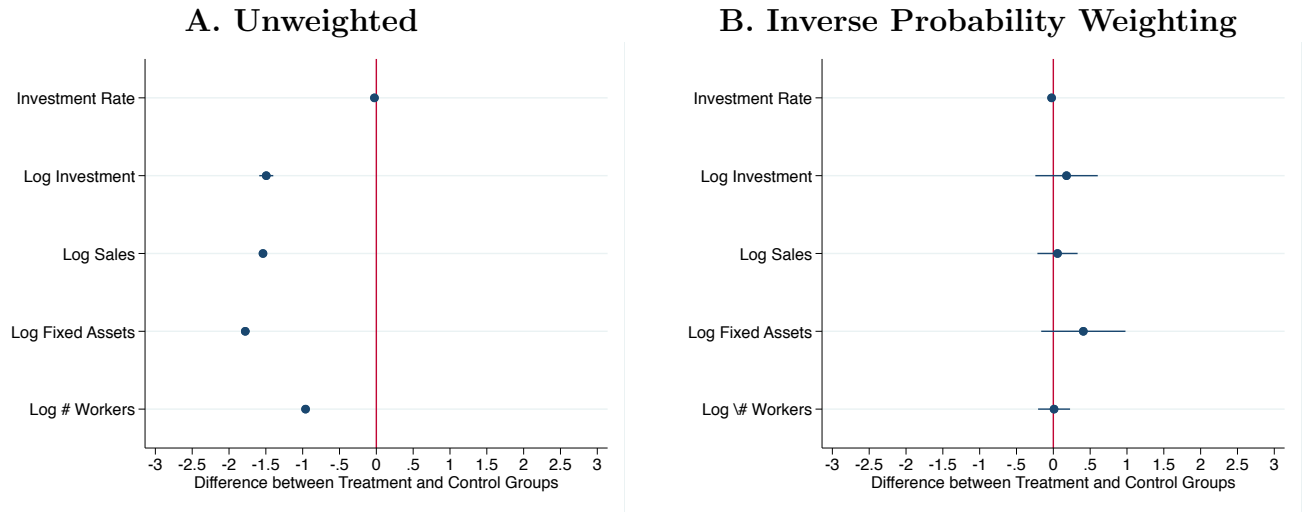 A. Unweighted
Investment Rate
Log Investment
Log Sales
Log Fixed Assets
Log # Workers
-3 -2.5 -2 -1.5 -1 -.5 0 .5 1 1.5 2 2.5 3
Difference between Treatment and Control Groups
B. Inverse Probability Weighting
Investment Rate
Log Investment
Log Sales
Log Fixed Assets
Log \# Workers
-3 -2.5 -2 -1.5 -1 -.5 0 .5 1 1.5 2 2.5 3
Difference between Treatment and Control Groups